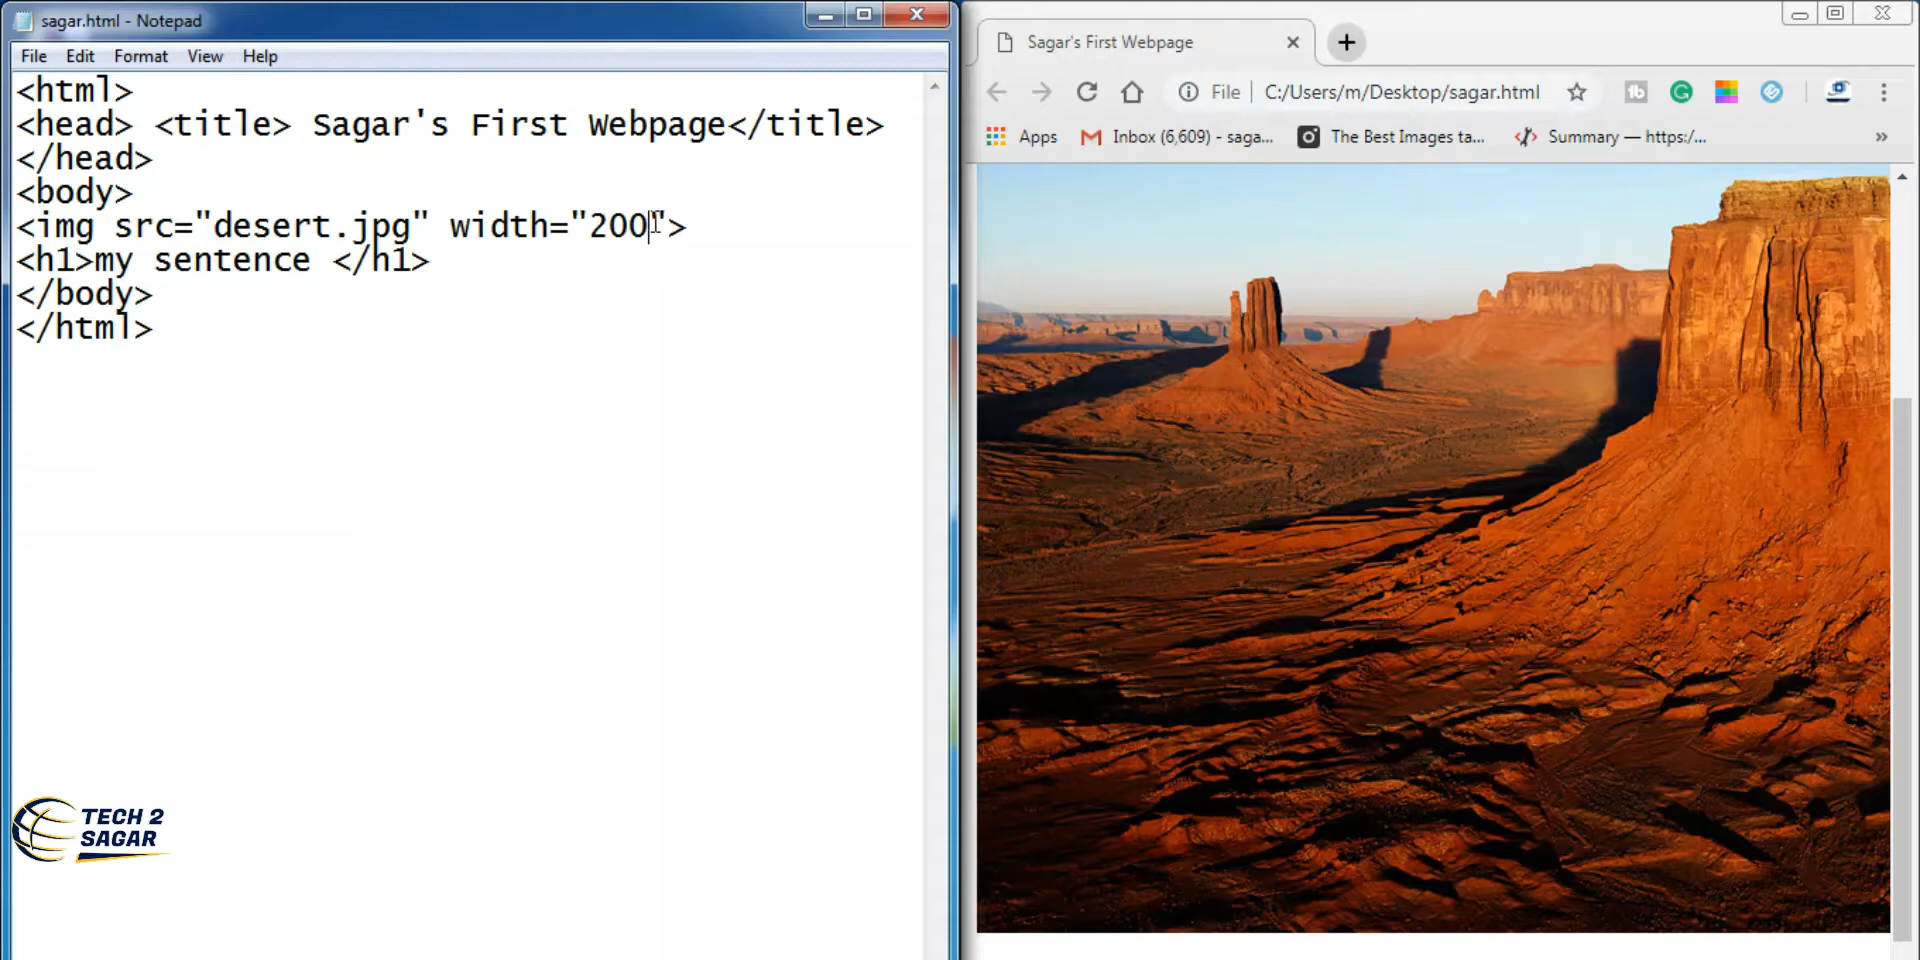 sagar.html - Notepad
File Edit Format View Help
<html>
<head> <title> Sagar's First Webpage</title>
</head>
<body>
<img src="desert.jpg" width="200">
<h1>my sentence </h1>
</body>
</html>
TECH 2
SAGAR
Sagar's First Webpage
File C:/Users/m/Desktop/sagar.html
Apps Inbox (6,609) - saga... The Best Images ta... Summary — https:/...